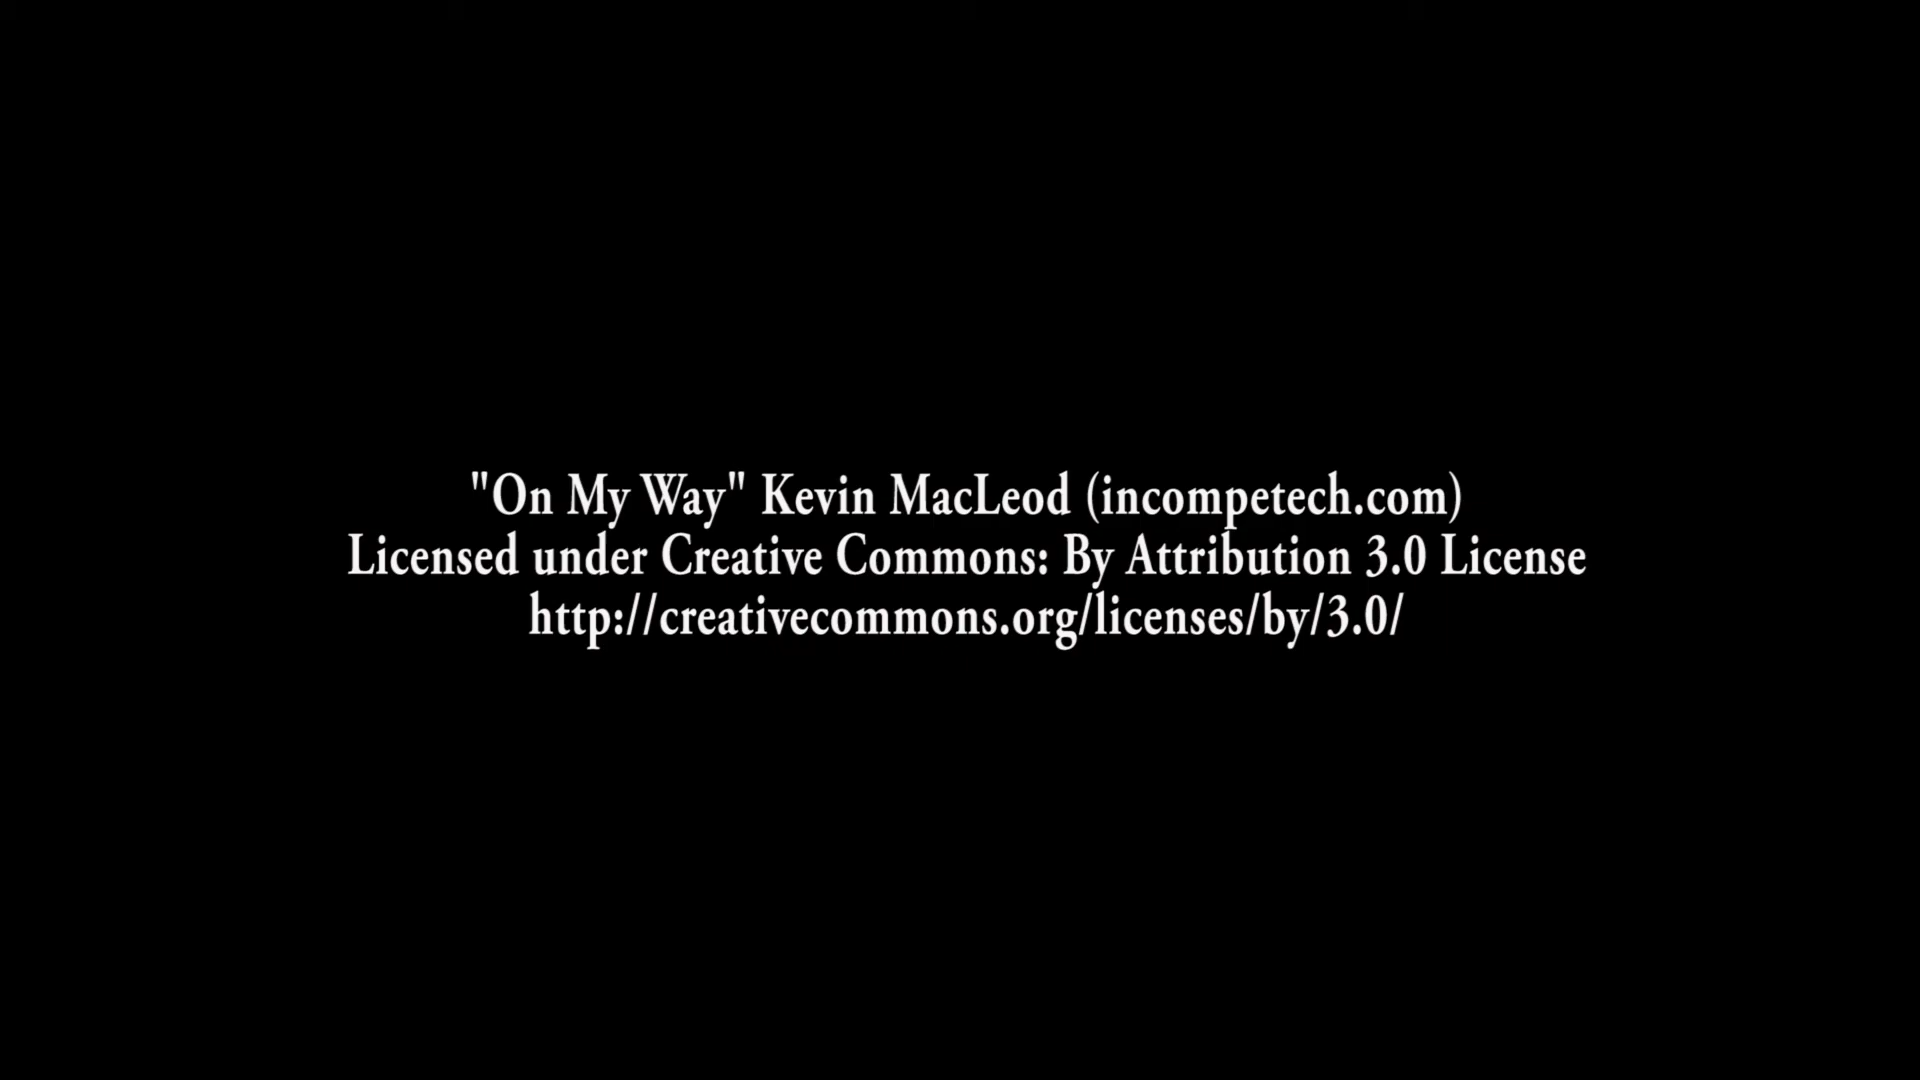 "On My Way" Kevin MacLeod (incompetech.com)
Licensed under Creative Commons: By Attribution 3.0 License
http://creativecommons.org/licenses/by/3.0/